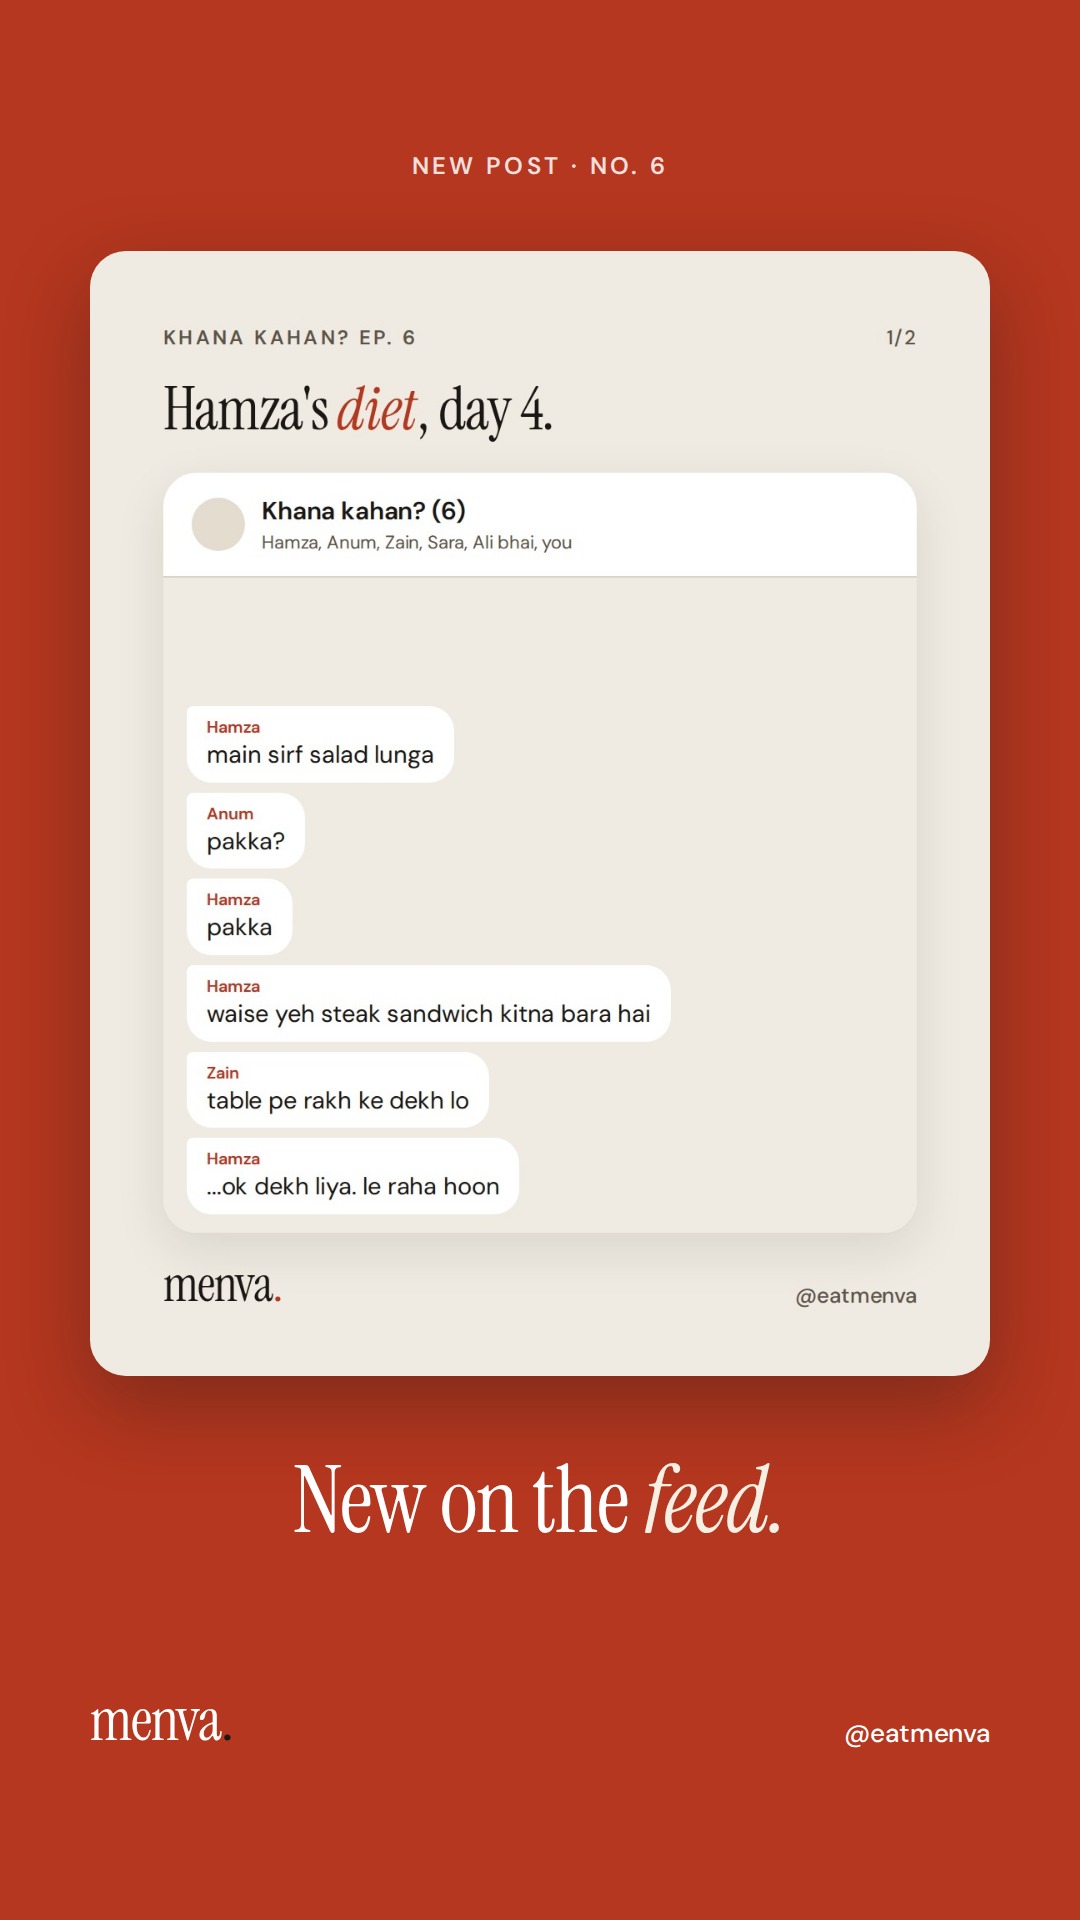 NEW POST · NO. 6
KHANA KAHAN? EP. 6
1/2
Hamza's diet, day 4.
Khana kahan? (6)
Hamza, Anum, Zain, Sara, Ali bhai, you
Hamza
main sirf salad lunga
Anum
pakka?
Hamza
pakka
Hamza
waise yeh steak sandwich kitna bara hai
Zain
table pe rakh ke dekh lo
Hamza
...ok dekh liya. le raha hoon
menva.
@eatmenva
New on the feed.
menva.
@eatmenva